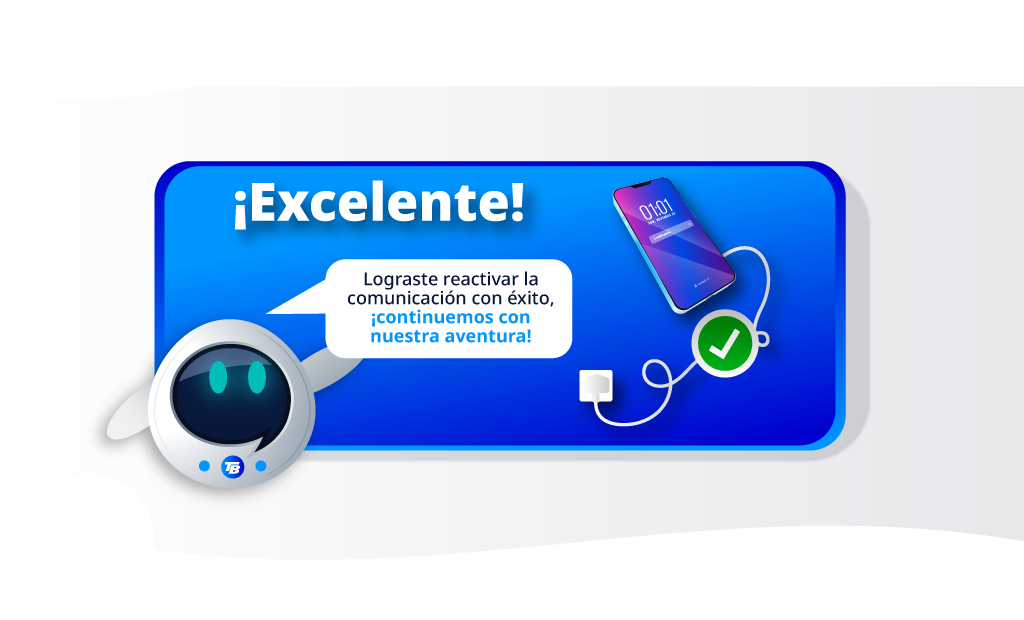 ¡Excelente!
Lograste reactivar la
comunicación con éxito,
¡continuemos con
nuestra aventura!
01:01
TB